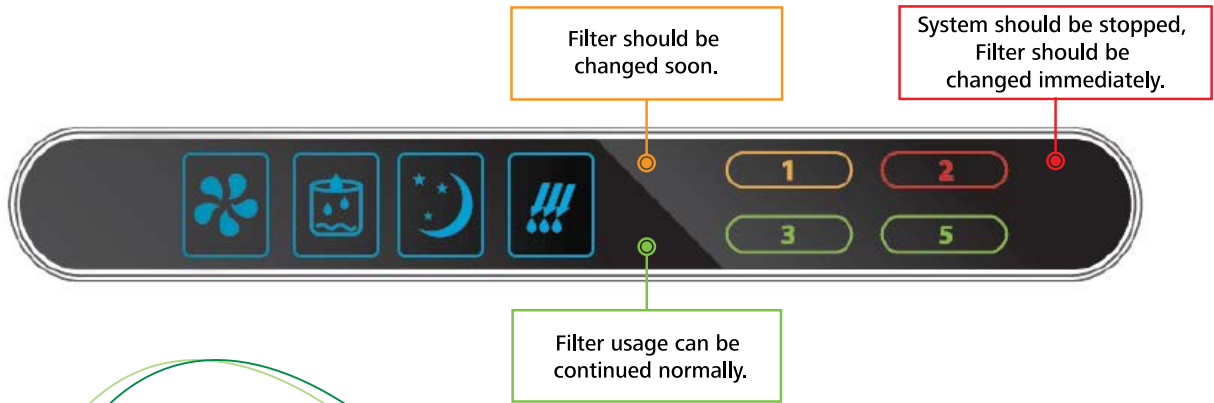 Filter should be
changed soon.
System should be stopped,
Filter should be
changed immediately.
1
2
3
5
Filter usage can be
continued normally.